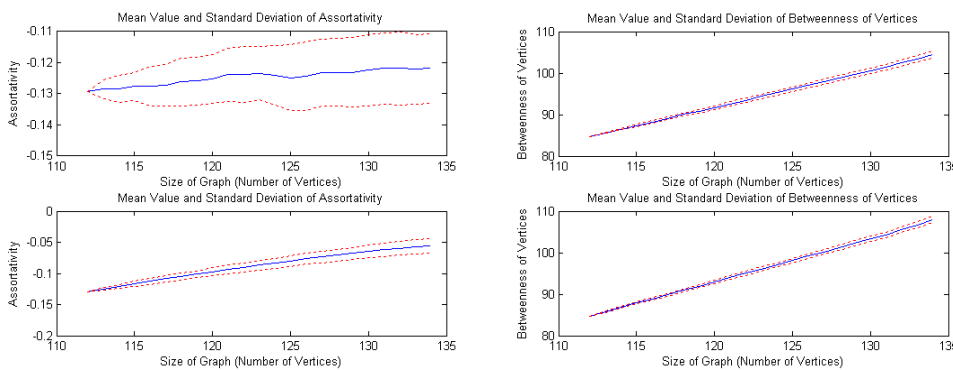 Mean Value and Standard Deviation of Assortativity
-0.11
-0.12
-0.13
-0.14
-0.15
Assortativity
110 115 120 125 130 135
Size of Graph (Number of Vertices)
Mean Value and Standard Deviation of Betweenness of Vertices
110
100
90
80
Betweenness of Vertices
110 115 120 125 130 135
Size of Graph (Number of Vertices)
Mean Value and Standard Deviation of Assortativity
0
-0.05
-0.1
-0.15
-0.2
Assortativity
110 115 120 125 130 135
Size of Graph (Number of Vertices)
Mean Value and Standard Deviation of Betweenness of Vertices
110
100
90
80
Betweenness of Vertices
110 115 120 125 130 135
Size of Graph (Number of Vertices)